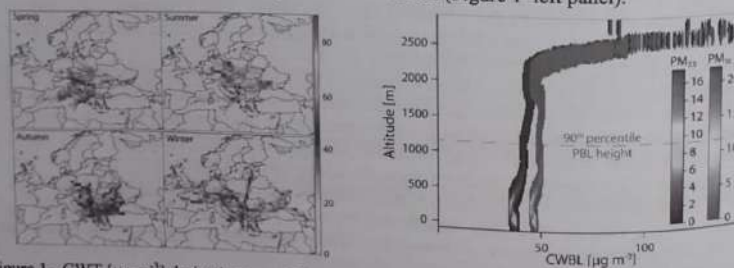 (Figure 1 left panel).
Spring
Summer
Autumn
Winter
80
60
40
20
0
Altitude [m]
2500
2000
1500
1000
500
0
90th percentile
PBL height
50
100
CWBL [µg m-3]
PM2.5
16
14
12
10
8
6
4
2
0
PM10
0
Figure 1